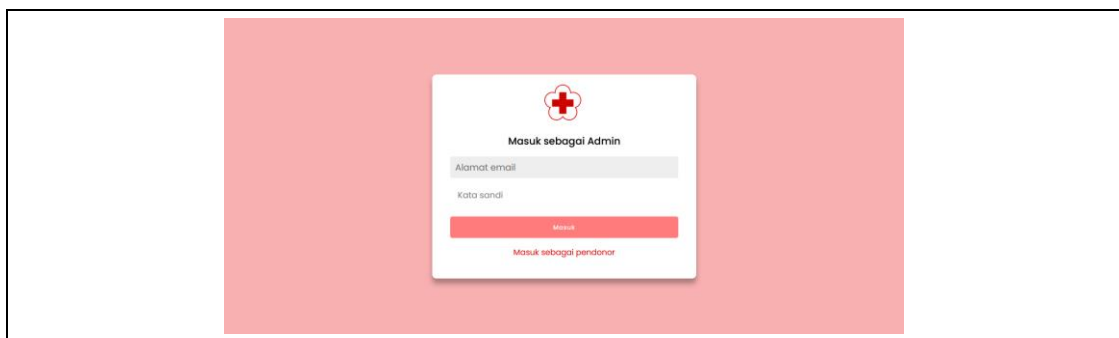 Masuk sebagai Admin
Alamat email
Kata sandi
Masuk
Masuk sebagai pendonor